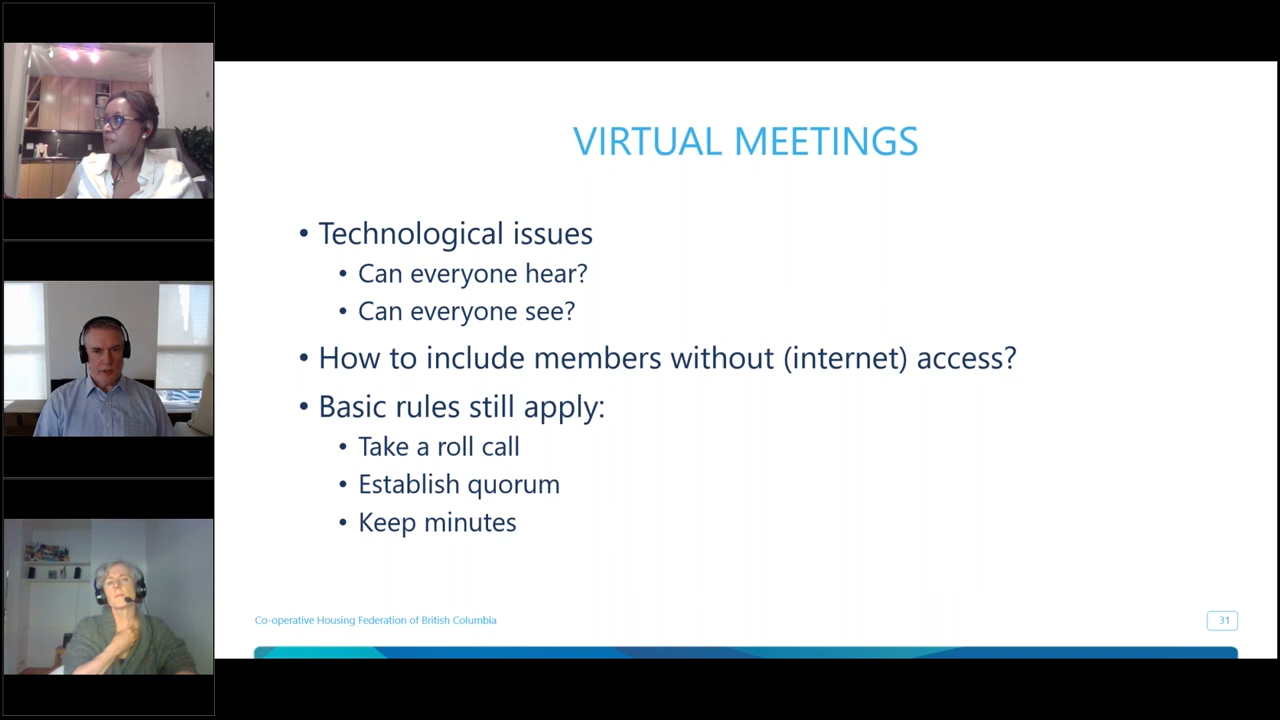 VIRTUAL MEETINGS
• Technological issues
• Can everyone hear?
• Can everyone see?
• How to include members without (internet) access?
• Basic rules still apply:
• Take a roll call
• Establish quorum
• Keep minutes
Co-operative Housing Federation of British Columbia
31